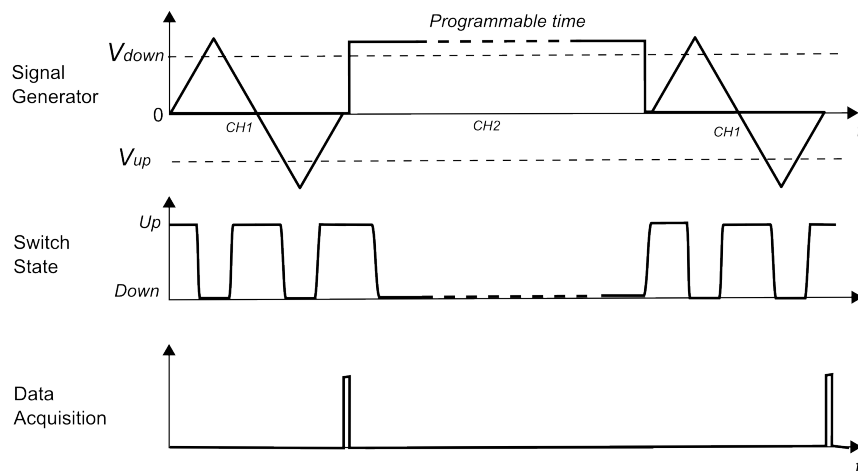 Programmable time
Vdown
Signal
Generator
0
CH1
CH2
CH1
Vup
Up
Switch
State
Down
Data
Acquisition